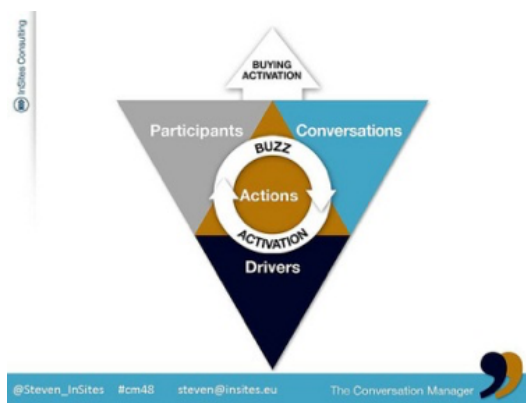 InSites Consulting
BUYING
ACTIVATION
Participants
Conversations
BUZZ
Actions
ACTIVATION
Drivers
@Steven_InSites #cm48 steven@insites.eu The Conversation Manager